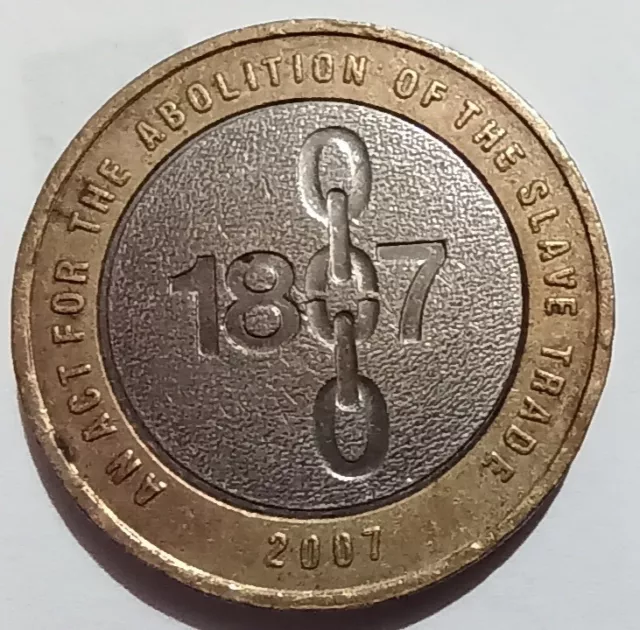 AN ACT FOR THE ABOLITION OF THE SLAVE TRADE
1807
2007